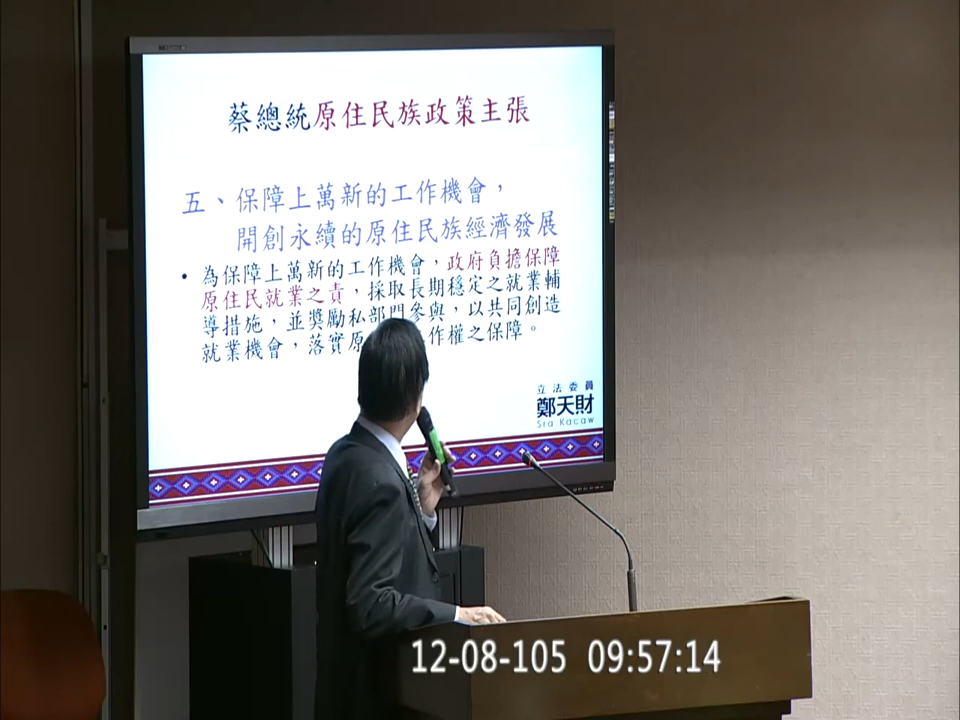 蔡總統原住民族政策主張
五、保障上萬新的工作機會，
開創永續的原住民族經濟發展
• 為保障上萬新的工作機會，政府負擔保障
原住民就業之責，採取長期穩定之就業輔
導措施，並獎勵私部門參與，以共同創造
就業機會，落實原 作權之保障。
立法委員
鄭天財
Sra Kacaw
12-08-105 09:57:14